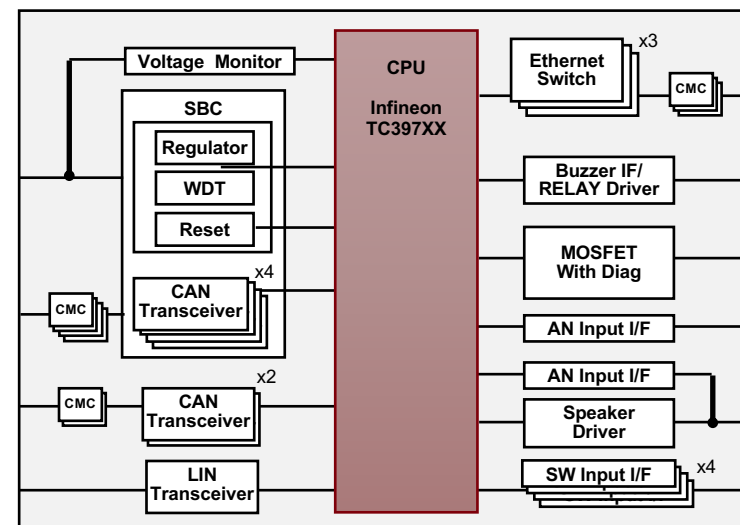 Voltage Monitor
SBC
Regulator
WDT
Reset
x4
CAN
Transceiver
CMC
x2
CMC
CAN
Transceiver
LIN
Transceiver
CPU
Infineon
TC397XX
x3
Ethernet
Switch
CMC
Buzzer IF/
RELAY Driver
MOSFET
With Diag
AN Input I/F
AN Input I/F
Speaker
Driver
SW Input I/F
x4